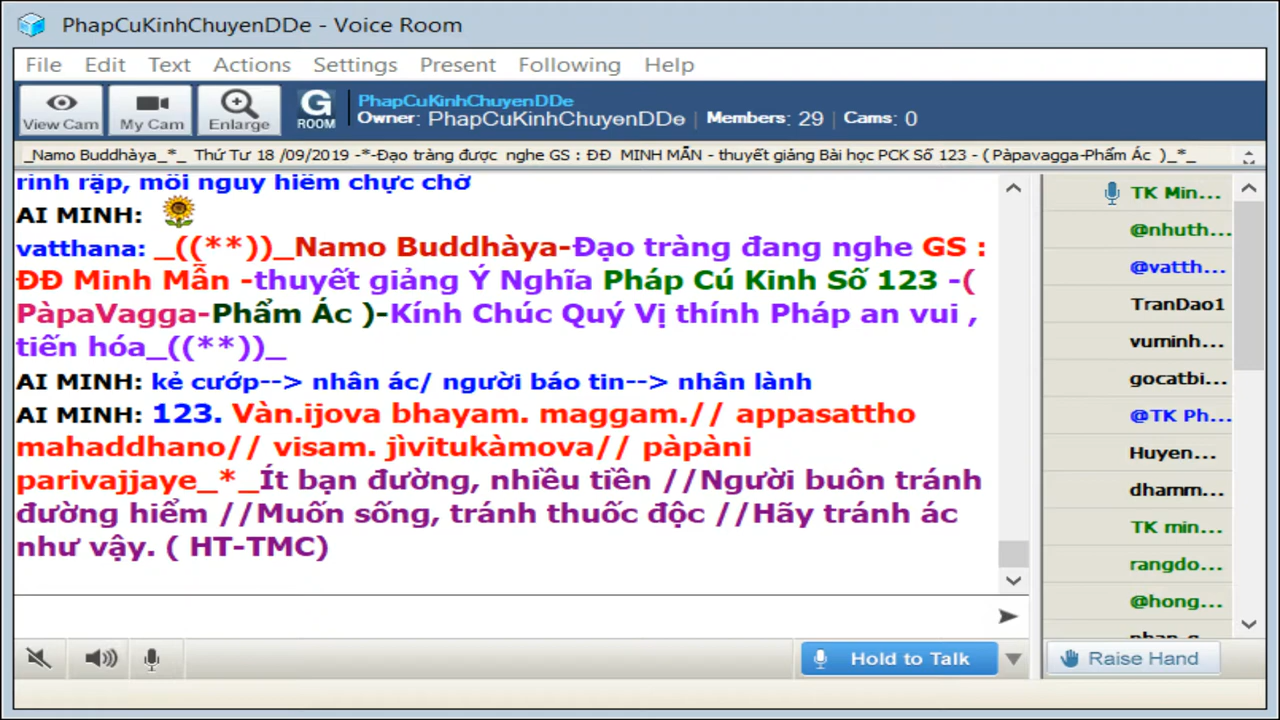 PhapCuKinhChuyenDDe - Voice Room
File Edit Text Actions Settings Present Following Help
View Cam My Cam Enlarge G ROOM
PhapCuKinhChuyenDDe
Owner: PhapCuKinhChuyenDDe | Members: 29 | Cams: 0
_Namo Buddhàya_*_ Thứ Tư 18 /09/2019 -*-Đạo tràng được nghe GS : ĐĐ MINH MẪN - thuyết giảng Bài học PCK Số 123 - ( Pàpavagga-Phẩm Ác )_*_
rình rập, mối nguy hiểm chực chờ
AI MINH:
vatthana: _((**))_Namo Buddhàya-Đạo tràng đang nghe GS :
ĐĐ Minh Mẫn -thuyết giảng Ý Nghĩa Pháp Cú Kinh Số 123 -(
PàpaVagga-Phẩm Ác )-Kính Chúc Quý Vị thính Pháp an vui ,
tiến hóa_((**))_
AI MINH: kẻ cướp--> nhân ác/ người báo tin--> nhân lành
AI MINH: 123. Vàn.ijova bhayam. maggam.// appasattho
mahaddhano// visam. jìvitukàmova// pàpàni
parivajjaye_*_Ít bạn đường, nhiều tiền //Người buôn tránh
đường hiểm //Muốn sống, tránh thuốc độc //Hãy tránh ác
như vậy. ( HT-TMC)
TK Min...
@nhuth...
@vatth...
TranDao1
vuminh...
gocatbi...
@TK Ph...
Huyen...
dhamm...
TK min...
rangdo...
@hong...
Hold to Talk
Raise Hand